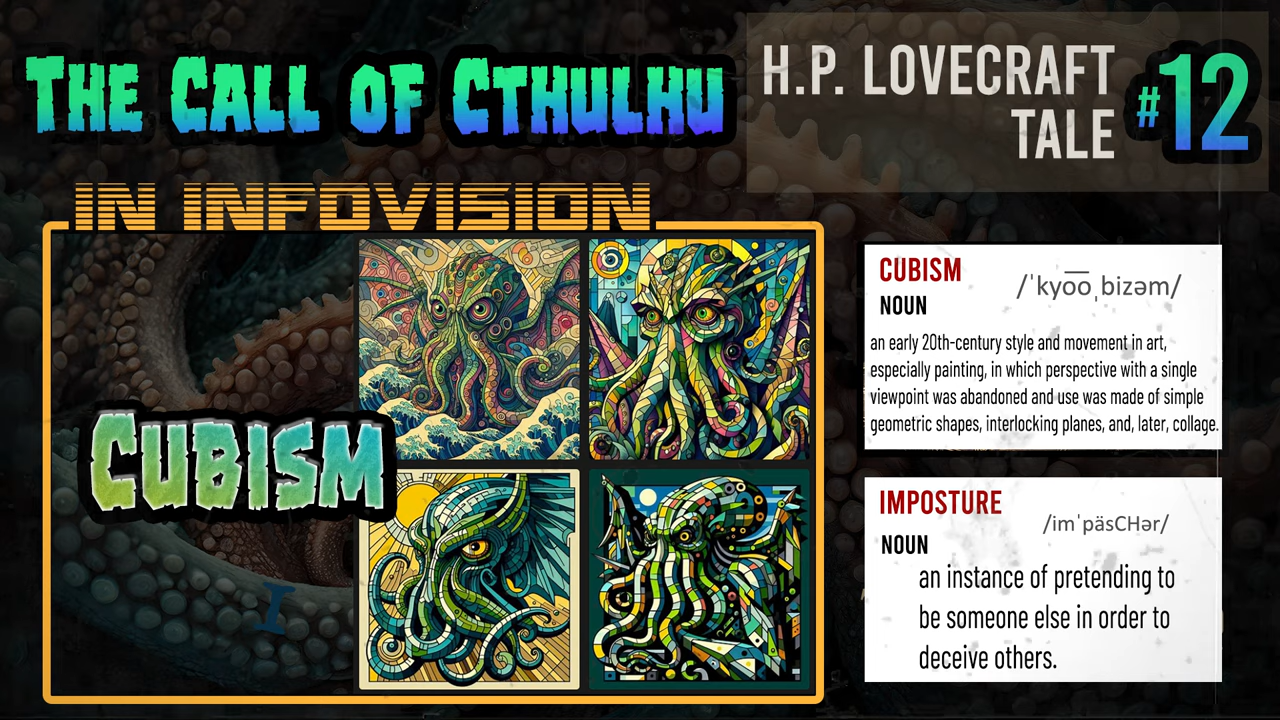 THE CALL OF CTHULHU
H.P. LOVECRAFT
TALE
#12
IN INFOVISION
CUBISM
I
CUBISM
/ˈkyo͞oˌbizəm/
NOUN
an early 20th-century style and movement in art,
especially painting, in which perspective with a single
viewpoint was abandoned and use was made of simple
geometric shapes, interlocking planes, and, later, collage.
IMPOSTURE
/imˈpäsCHər/
NOUN
an instance of pretending to
be someone else in order to
deceive others.